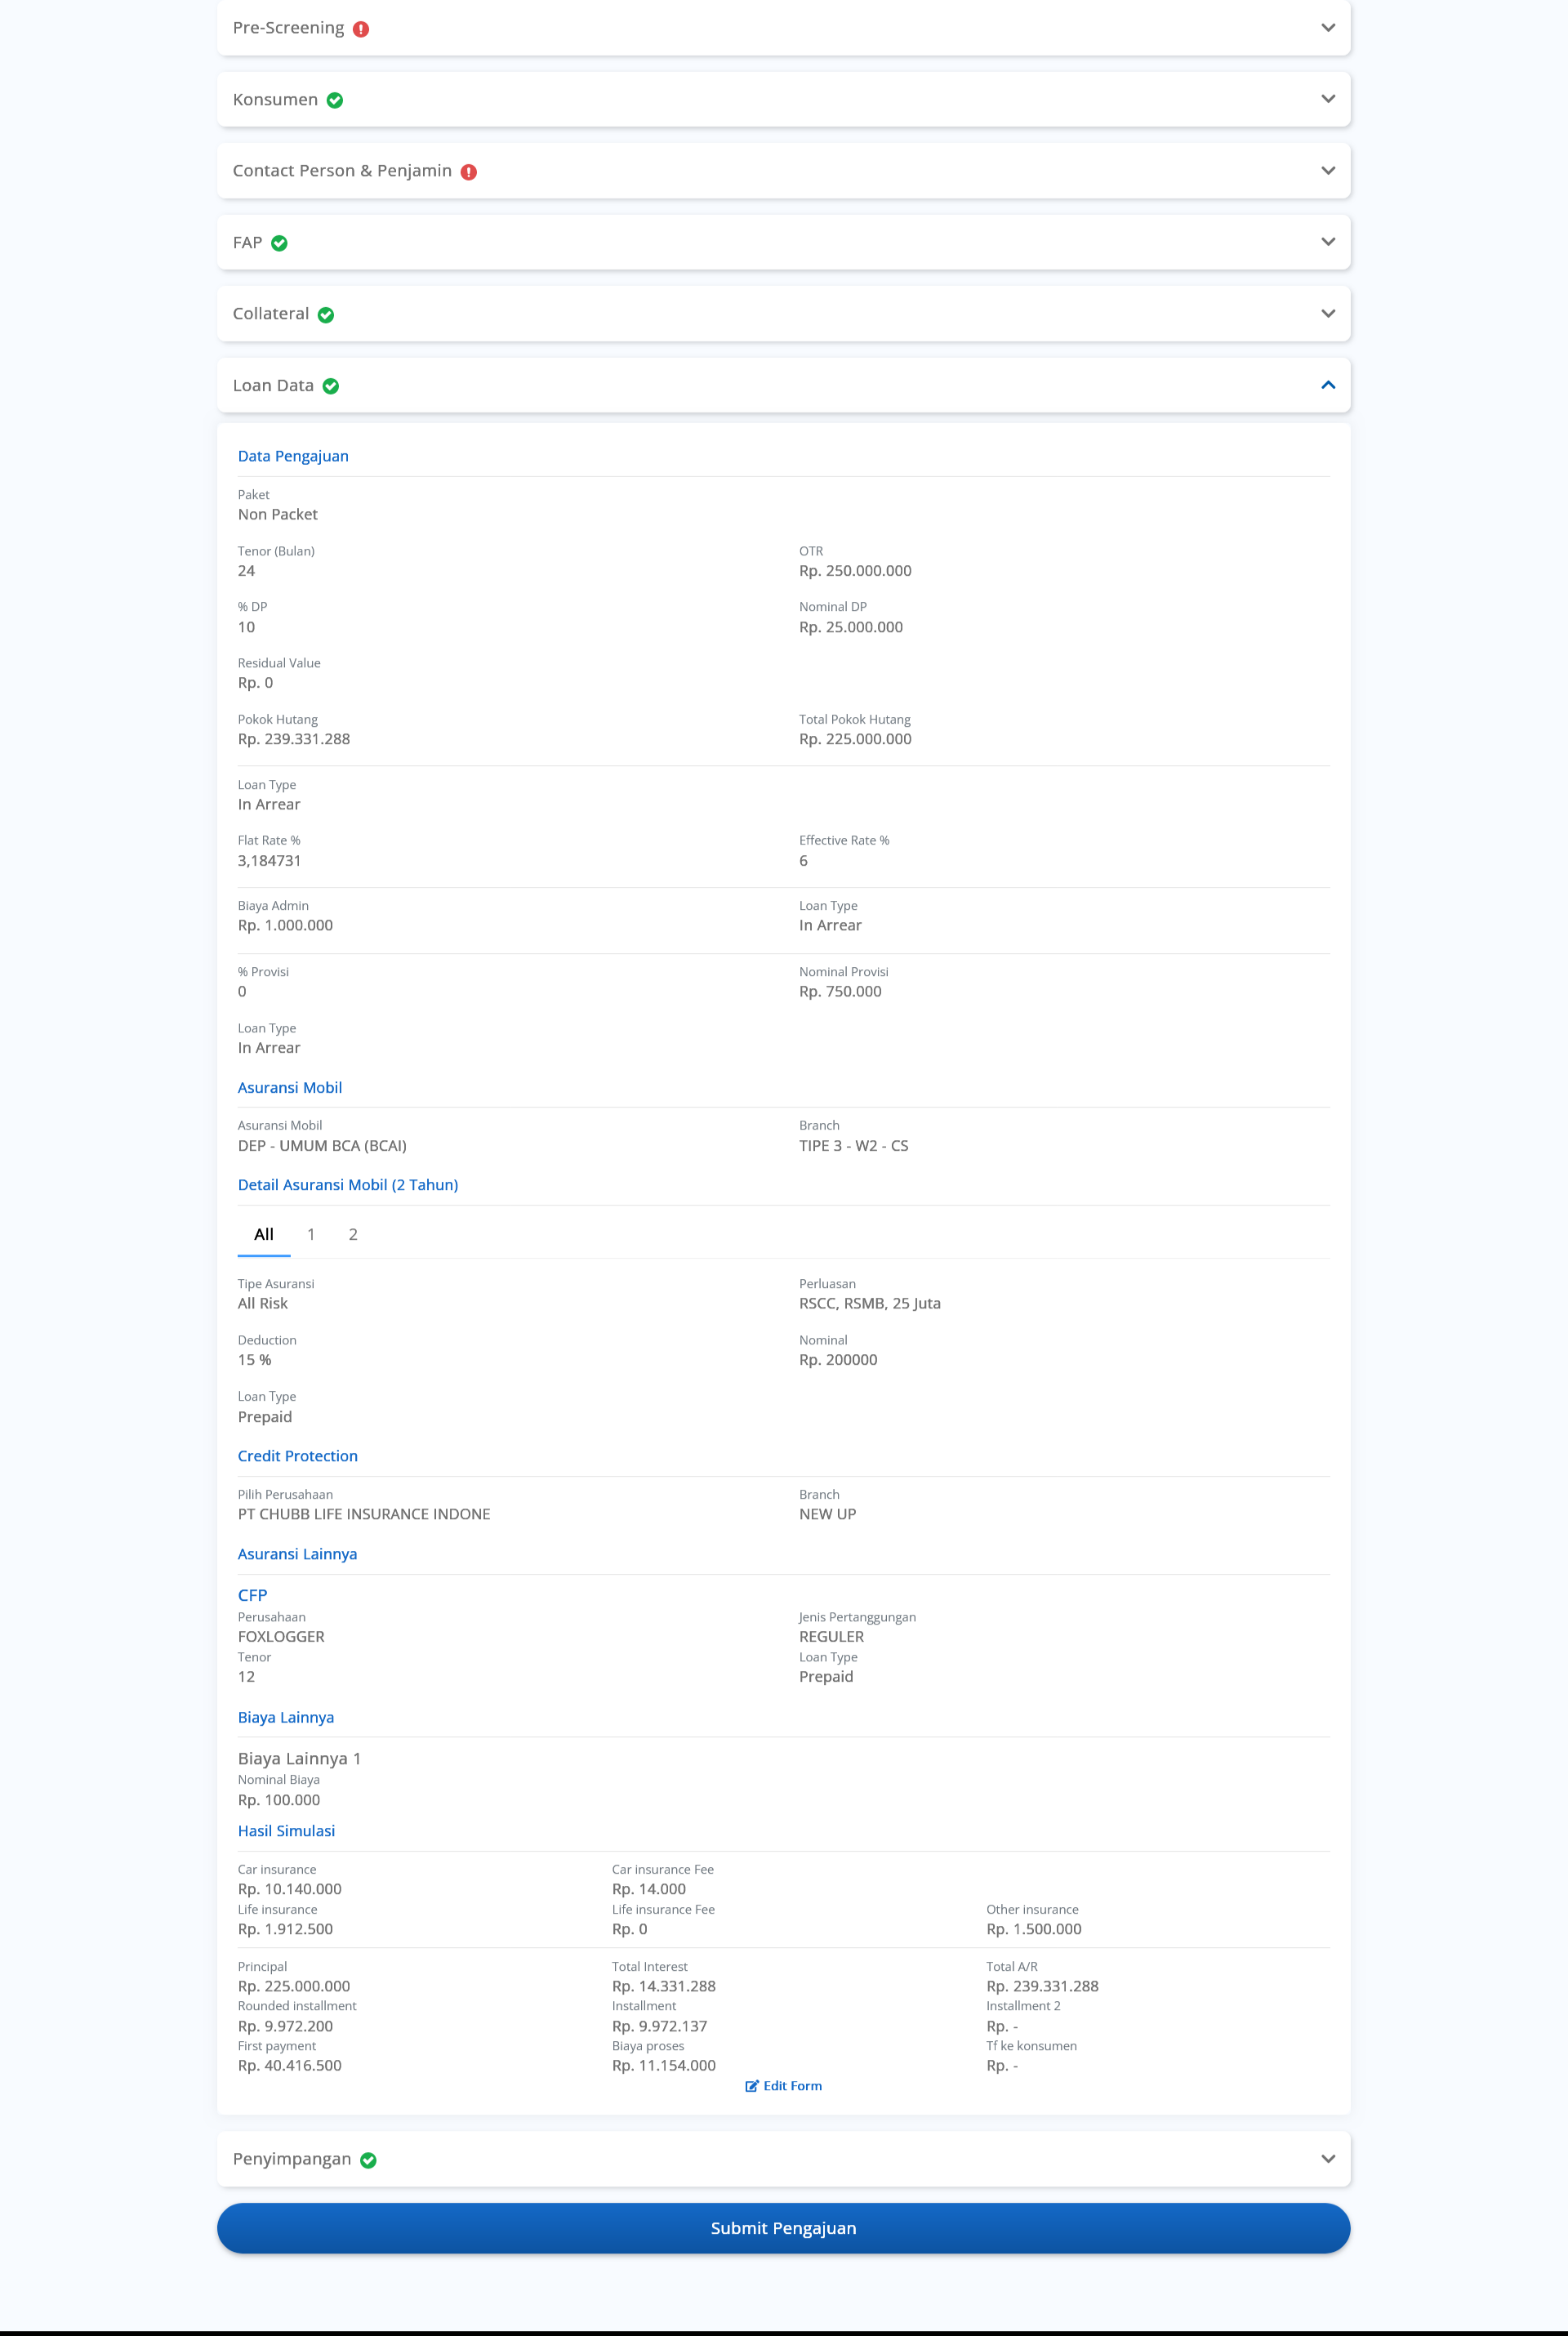 Pre-Screening
Konsumen
Contact Person & Penjamin
FAP
Collateral
Loan Data
Data Pengajuan
Paket
Non Packet
Tenor (Bulan) OTR
24 Rp. 250.000.000
% DP Nominal DP
10 Rp. 25.000.000
Residual Value
Rp. 0
Pokok Hutang Total Pokok Hutang
Rp. 239.331.288 Rp. 225.000.000
Loan Type
In Arrear
Flat Rate % Effective Rate %
3,184731 6
Biaya Admin Loan Type
Rp. 1.000.000 In Arrear
% Provisi Nominal Provisi
0 Rp. 750.000
Loan Type
In Arrear
Asuransi Mobil
Asuransi Mobil Branch
DEP - UMUM BCA (BCAI) TIPE 3 - W2 - CS
Detail Asuransi Mobil (2 Tahun)
All 1 2
Tipe Asuransi Perluasan
All Risk RSCC, RSMB, 25 Juta
Deduction Nominal
15 % Rp. 200000
Loan Type
Prepaid
Credit Protection
Pilih Perusahaan Branch
PT CHUBB LIFE INSURANCE INDONE NEW UP
Asuransi Lainnya
CFP
Perusahaan Jenis Pertanggungan
FOXLOGGER REGULER
Tenor Loan Type
12 Prepaid
Biaya Lainnya
Biaya Lainnya 1
Nominal Biaya
Rp. 100.000
Hasil Simulasi
Car insurance Car insurance Fee
Rp. 10.140.000 Rp. 14.000
Life insurance Life insurance Fee Other insurance
Rp. 1.912.500 Rp. 0 Rp. 1.500.000
Principal Total Interest Total A/R
Rp. 225.000.000 Rp. 14.331.288 Rp. 239.331.288
Rounded installment Installment Installment 2
Rp. 9.972.200 Rp. 9.972.137 Rp. -
First payment Biaya proses Tf ke konsumen
Rp. 40.416.500 Rp. 11.154.000 Rp. -
Edit Form
Penyimpangan
Submit Pengajuan